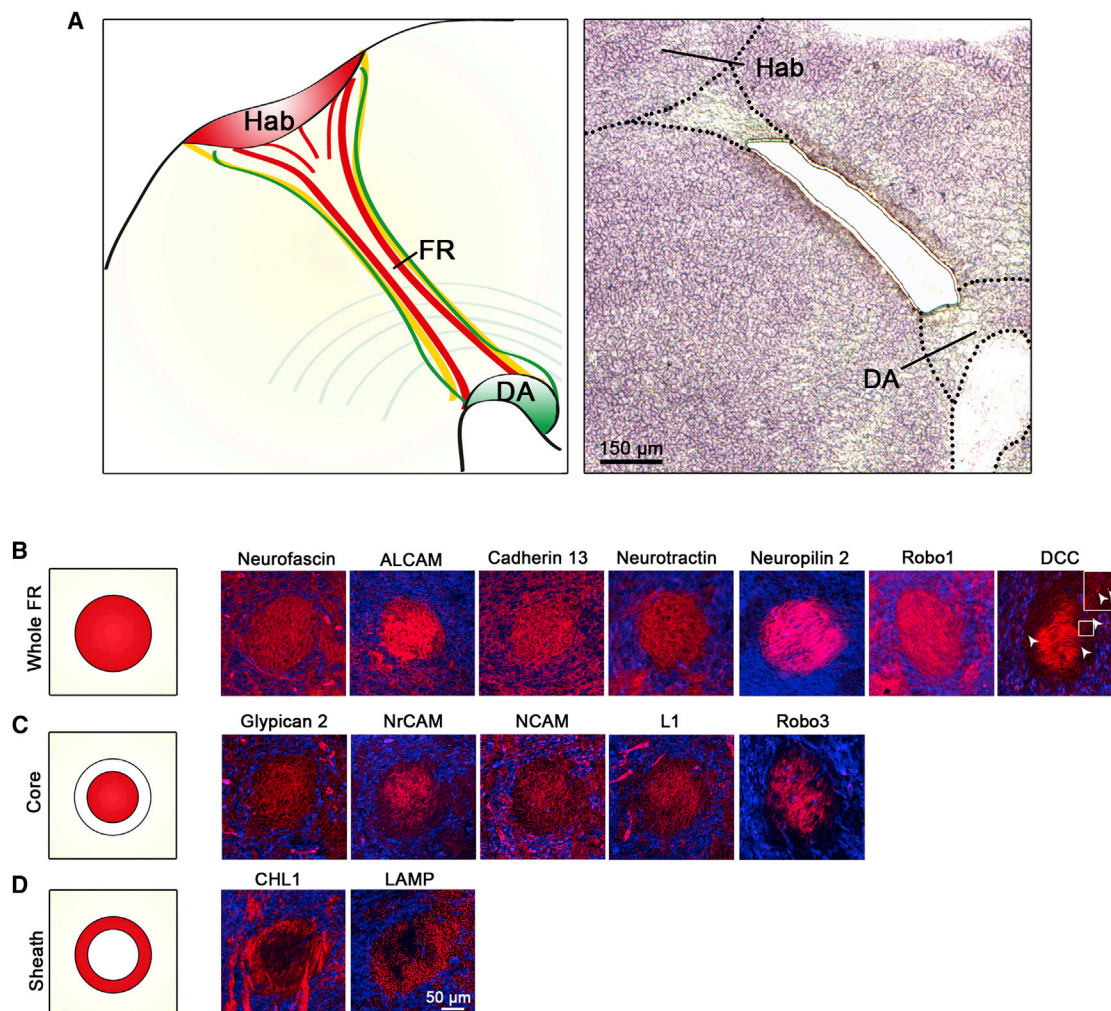 A
Hab
FR
DA
Hab
DA
150 µm
B
Whole FR
Neurofascin ALCAM Cadherin 13 Neurotractin Neuropilin 2 Robo1 DCC
C
Core
Glypican 2 NrCAM NCAM L1 Robo3
D
Sheath
CHL1 LAMP
50 µm